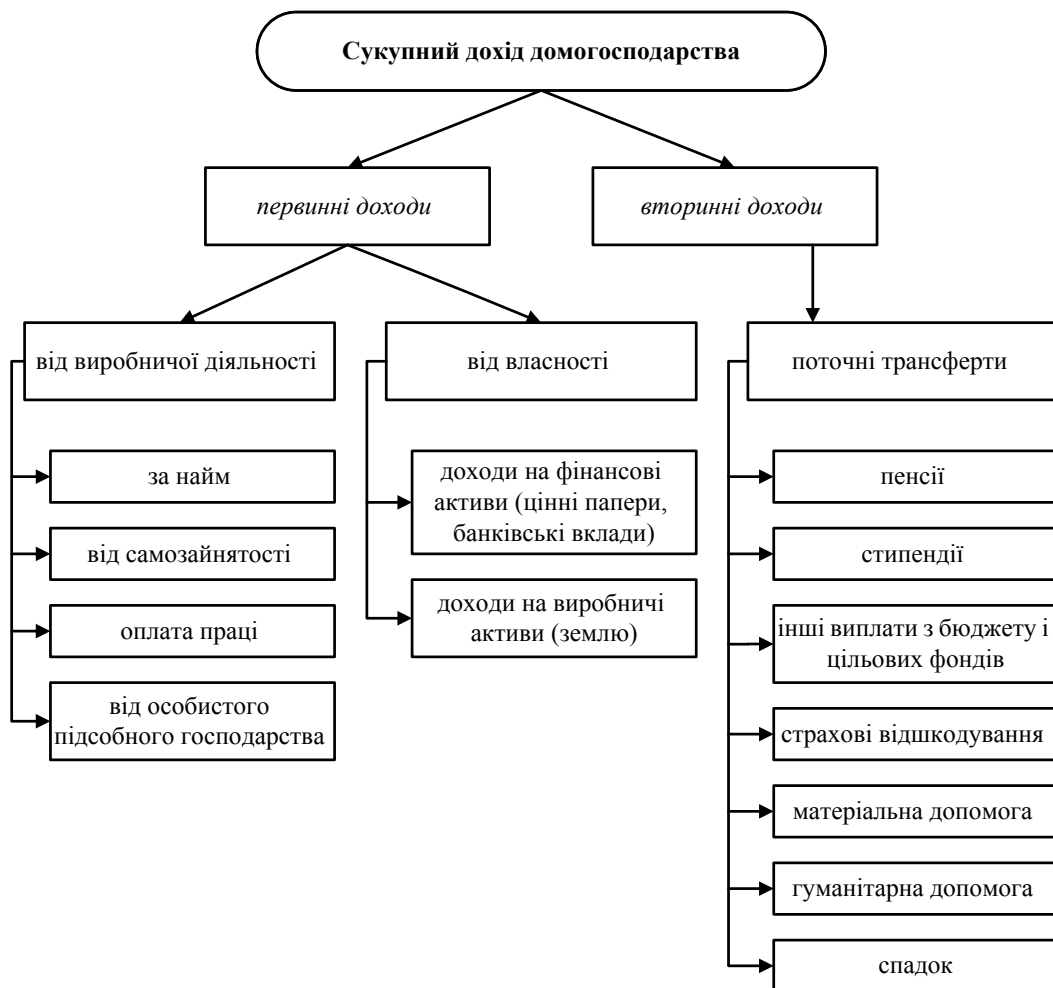 Сукупний дохід домогосподарства
первинні доходи
вторинні доходи
від виробничої діяльності
від власності
поточні трансферти
за найм
від самозайнятості
оплата праці
від особистого
підсобного господарства
доходи на фінансові
активи (цінні папери,
банківські вклади)
доходи на виробничі
активи (землю)
пенсії
стипендії
інші виплати з бюджету і
цільових фондів
страхові відшкодування
матеріальна допомога
гуманітарна допомога
спадок